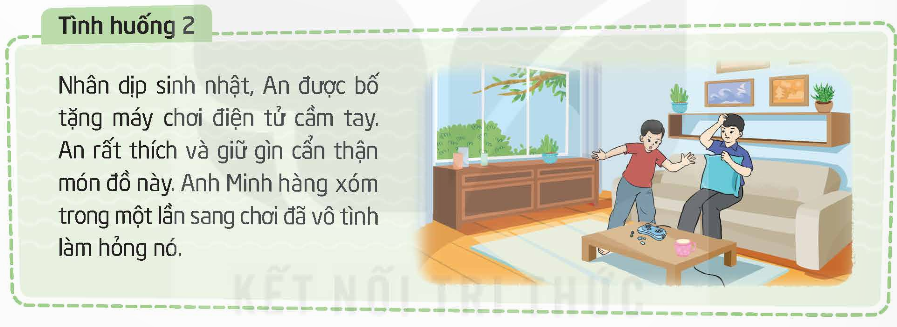 Tình huống 2
Nhân dịp sinh nhật, An được bố
tặng máy chơi điện tử cầm tay.
An rất thích và giữ gìn cẩn thận
món đồ này. Anh Minh hàng xóm
trong một lần sang chơi đã vô tình
làm hỏng nó.
KẾT NỐI TRI THỨC